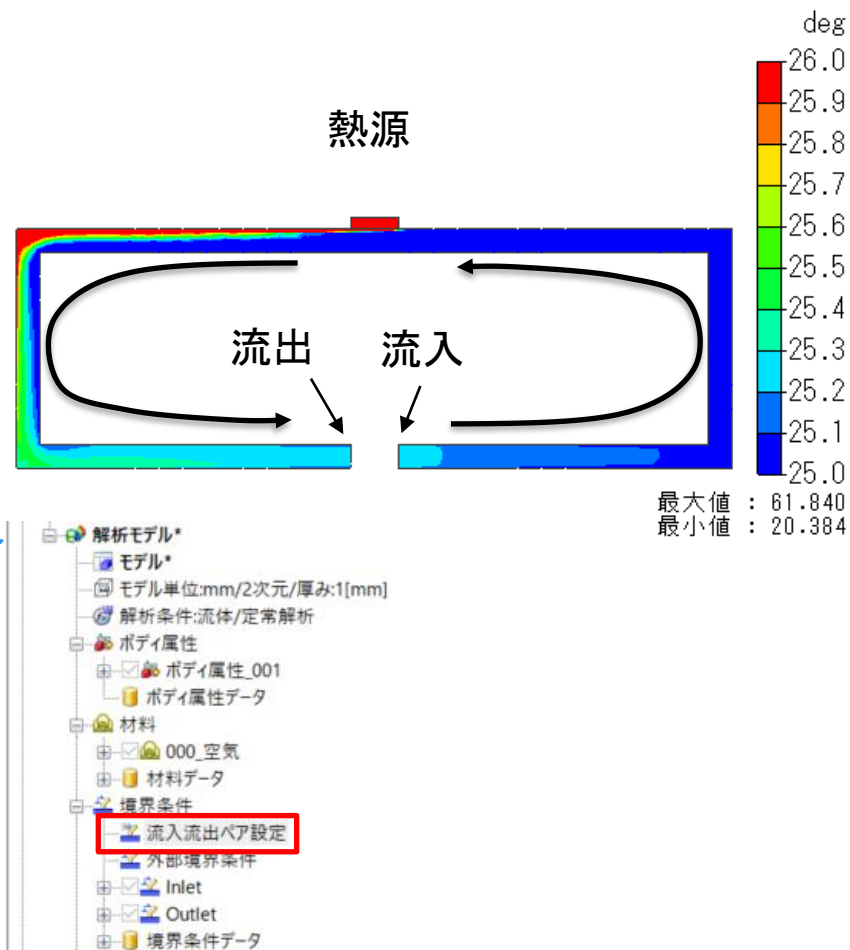 deg
26.0
熱源
25.9
25.8
25.7
25.6
25.5
25.4
流出 流入
25.3
25.2
25.1
25.0
最大値 : 61.840
最小値 : 20.384
解析モデル*
モデル*
モデル単位:mm/2次元/厚み:1[mm]
解析条件:流体/定常解析
ボディ属性
ボディ属性_001
ボディ属性データ
材料
000_空気
材料データ
境界条件
流入流出ペア設定
外部境界条件
Inlet
Outlet
境界条件データ